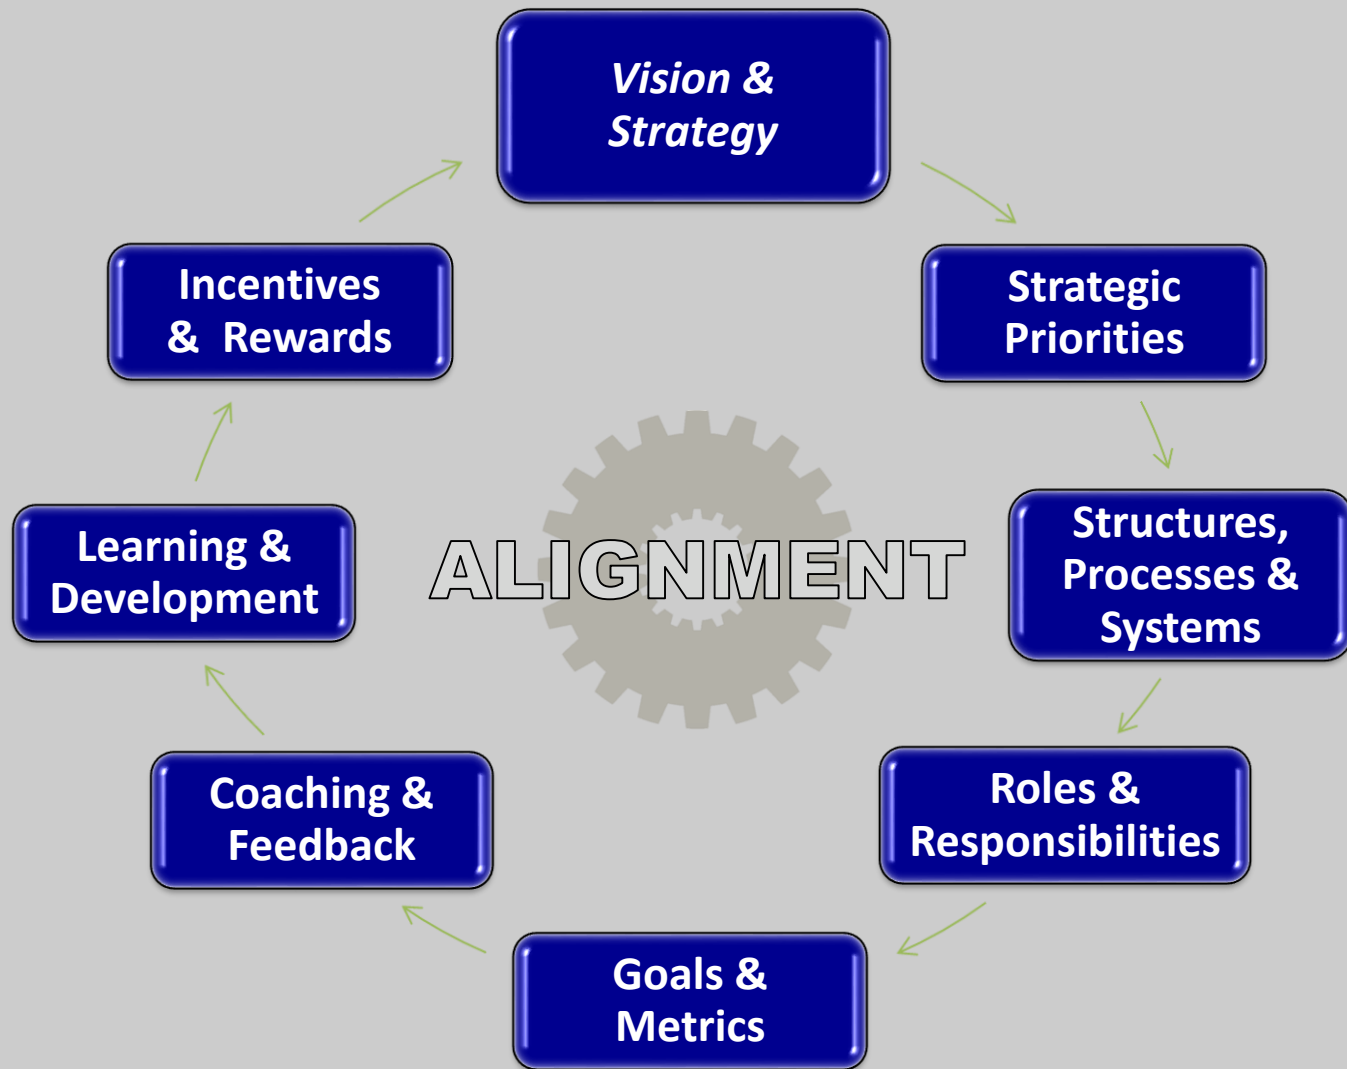 Vision &
Strategy
Strategic
Priorities
Structures,
Processes &
Systems
Roles &
Responsibilities
Goals &
Metrics
Coaching &
Feedback
Learning &
Development
Incentives
&  Rewards
ALIGNMENT